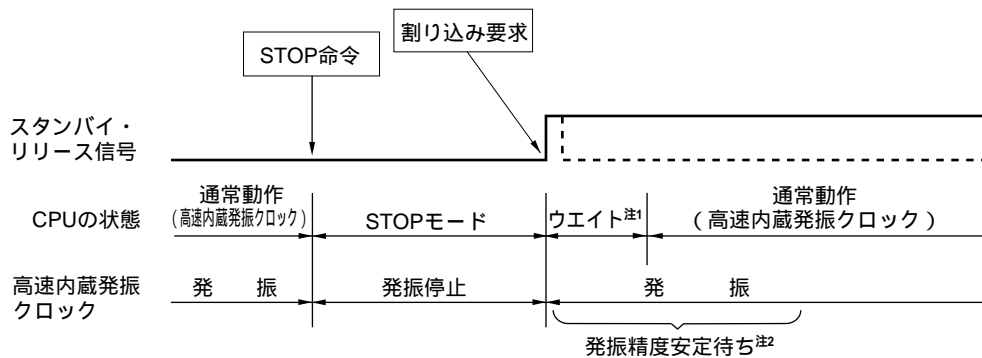 割り込み要求
STOP命令
スタンバイ・
リリース信号
通常動作
(高速内蔵発振クロック)
通常動作
(高速内蔵発振クロック)
CPUの状態
STOPモード
ウエイト注1
高速内蔵発振
クロック
発 振
発振停止
発 振
発振精度安定待ち注2